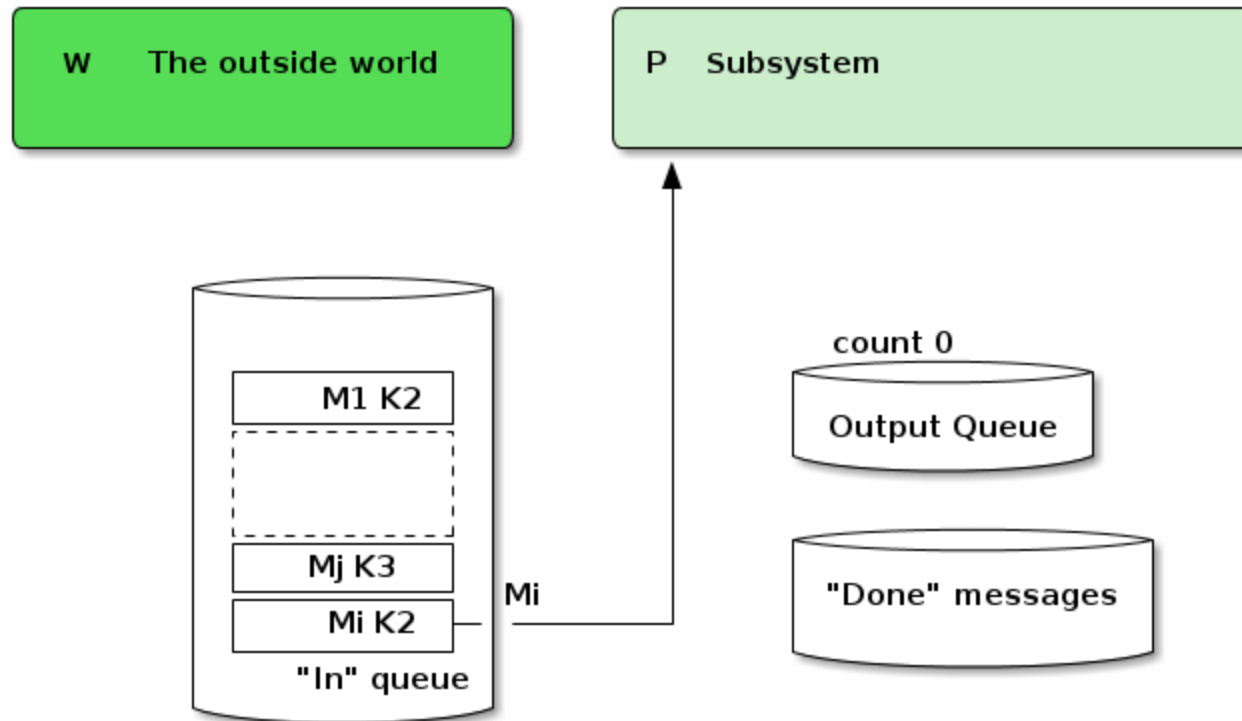 W The outside world
P Subsystem
count 0
Output Queue
M1 K2
Mj K3
Mi
Mi K2
"In" queue
"Done" messages